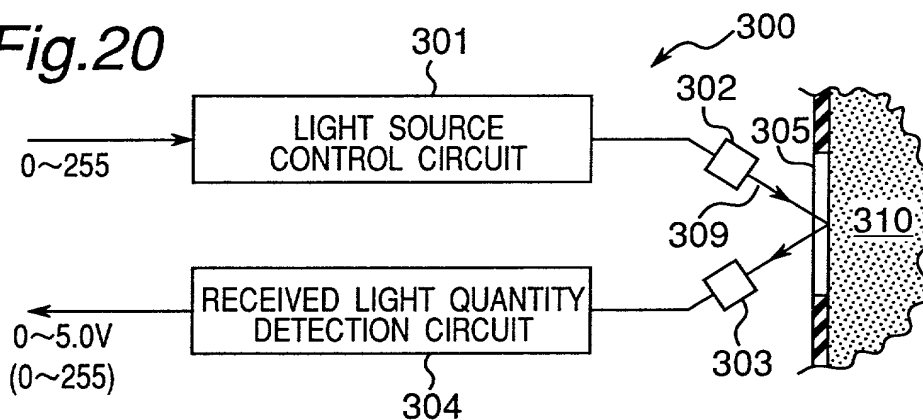 Fig.20
300
301
302
305
LIGHT SOURCE
CONTROL CIRCUIT
0~255
309
310
RECEIVED LIGHT QUANTITY
DETECTION CIRCUIT
0~5.0V
(0~255)
303
304